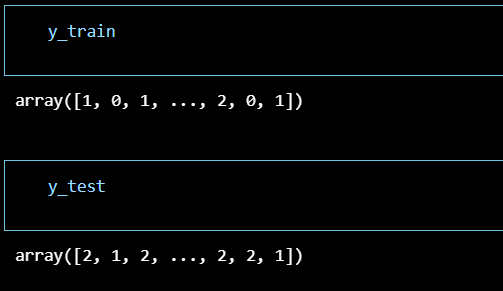 y_train
array([1, 0, 1, ..., 2, 0, 1])
y_test
array([2, 1, 2, ..., 2, 2, 1])